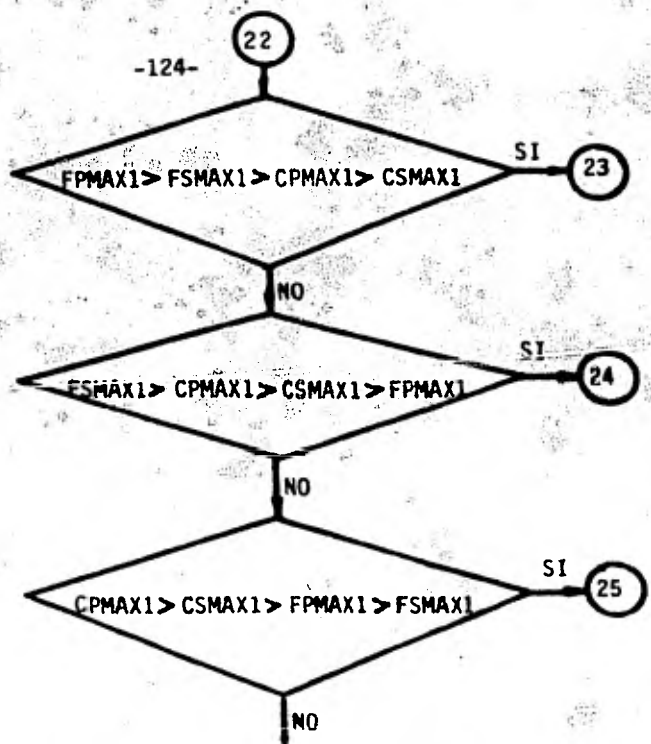 22
-124-
FPMAX1> FSMAX1> CPMAX1> CSMAX1
SI
23
NO
FSMAX1> CPMAX1> CSMAX1> FPMAX1
SI
24
NO
CPMAX1> CSMAX1> FPMAX1> FSMAX1
SI
25
NO